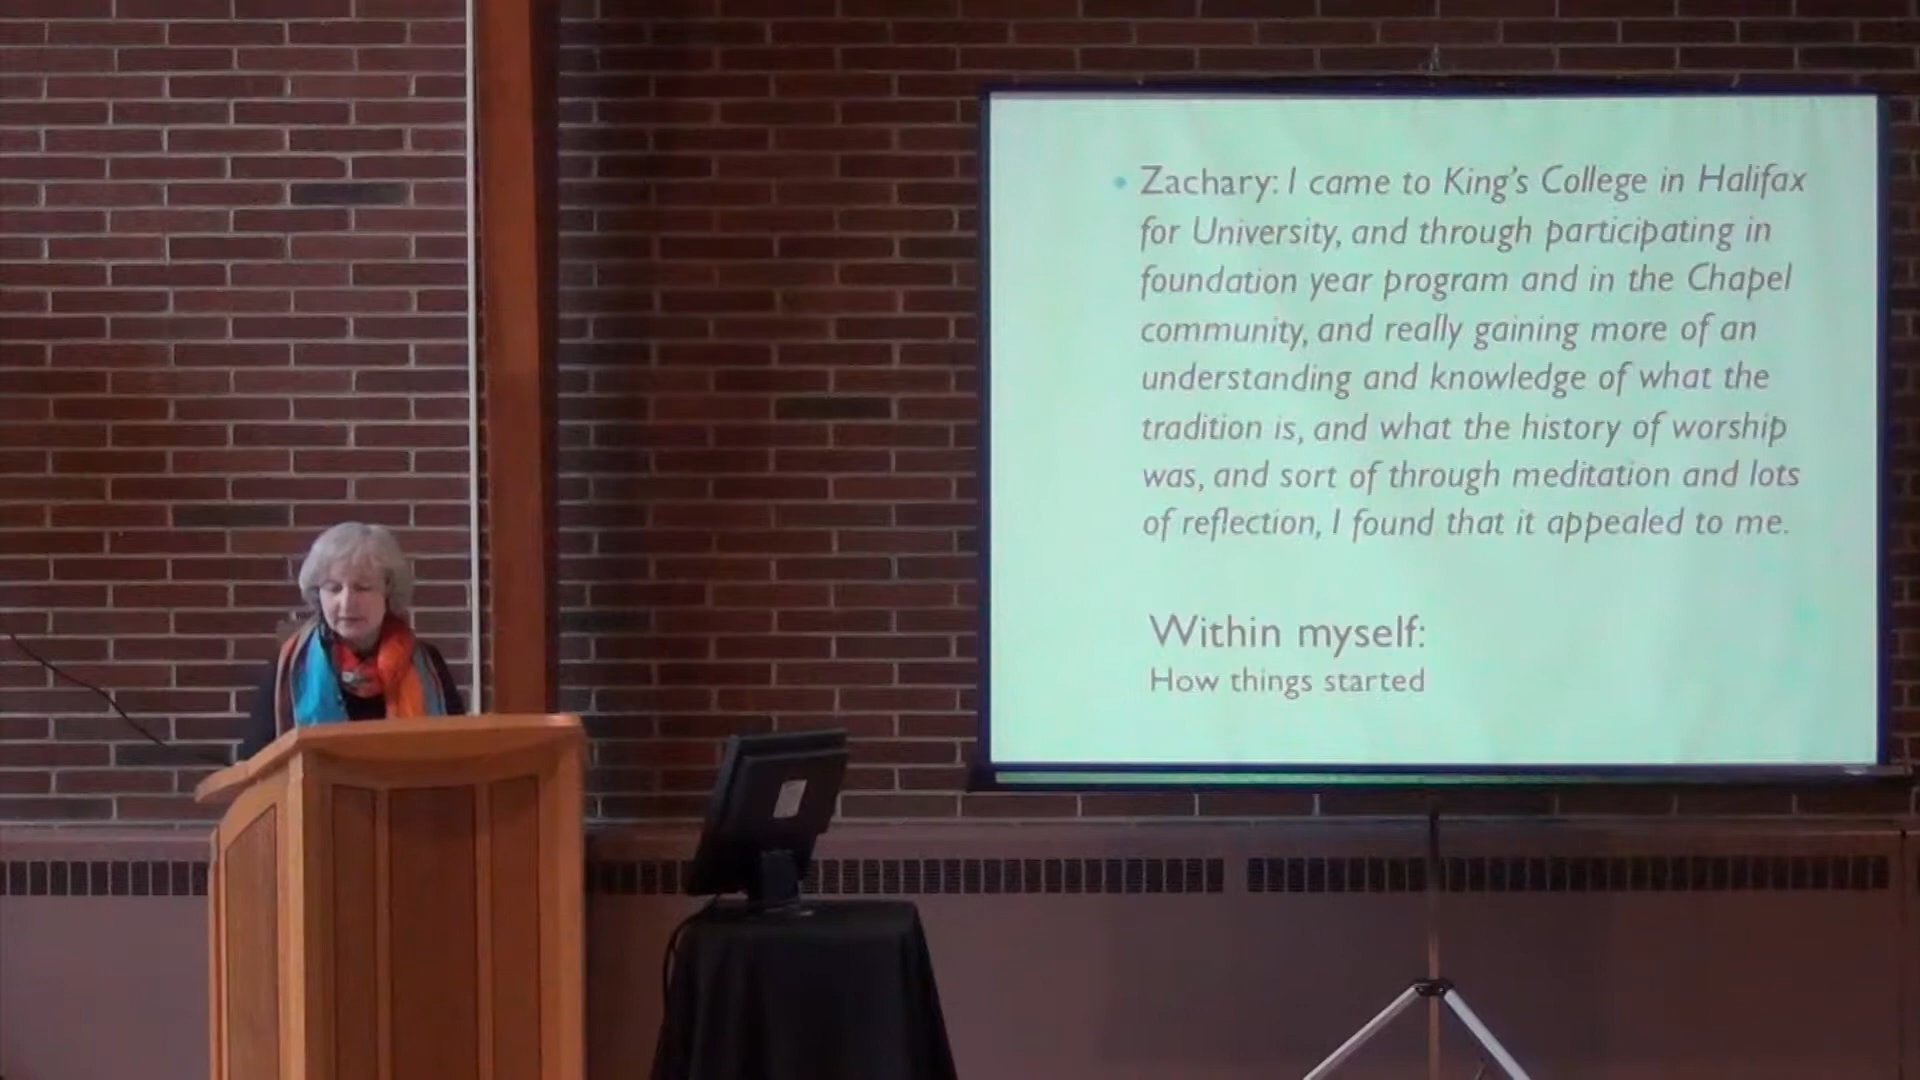 • Zachary: I came to King's College in Halifax
for University, and through participating in
foundation year program and in the Chapel
community, and really gaining more of an
understanding and knowledge of what the
tradition is, and what the history of worship
was, and sort of through meditation and lots
of reflection, I found that it appealed to me.
Within myself:
How things started